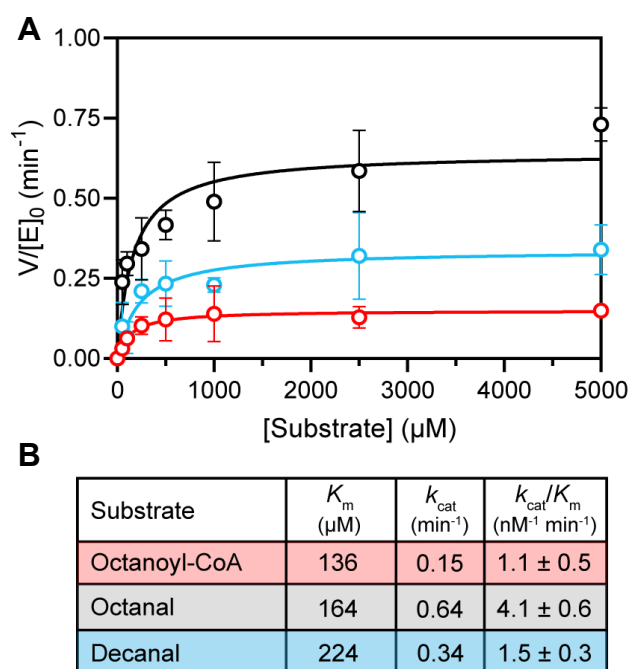 A
1.00
0.75
0.50
0.25
0.00
V/[E]0 (min⁻¹)
0
1000
2000
3000
4000
5000
[Substrate] (µM)
B
Substrate Km (µM) kcat (min⁻¹) kcat/Km (nM⁻¹ min⁻¹)
Octanoyl-CoA 136 0.15 1.1 ± 0.5
Octanal 164 0.64 4.1 ± 0.6
Decanal 224 0.34 1.5 ± 0.3